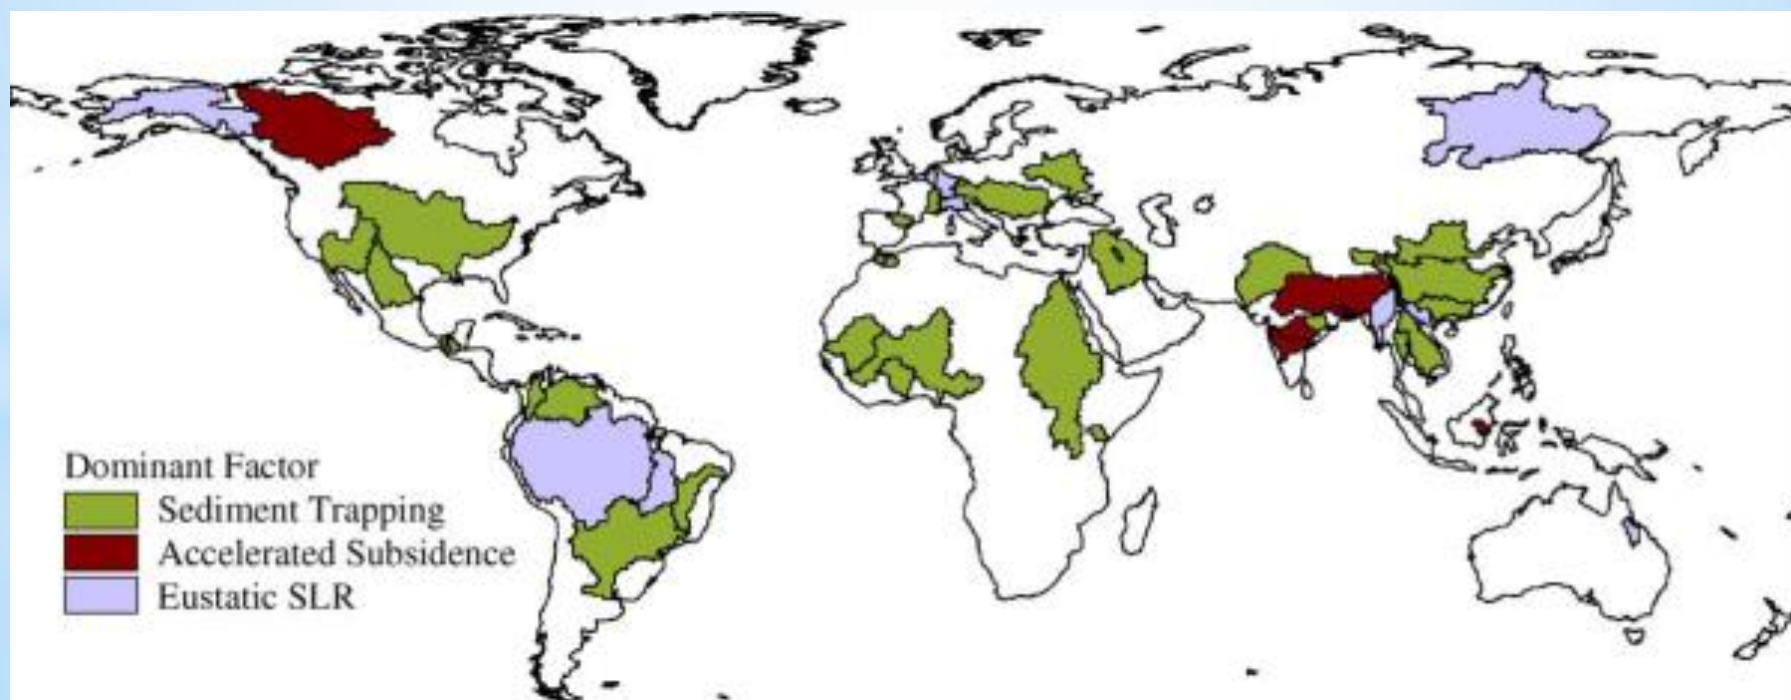 Dominant Factor
Sediment Trapping
Accelerated Subsidence
Eustatic SLR